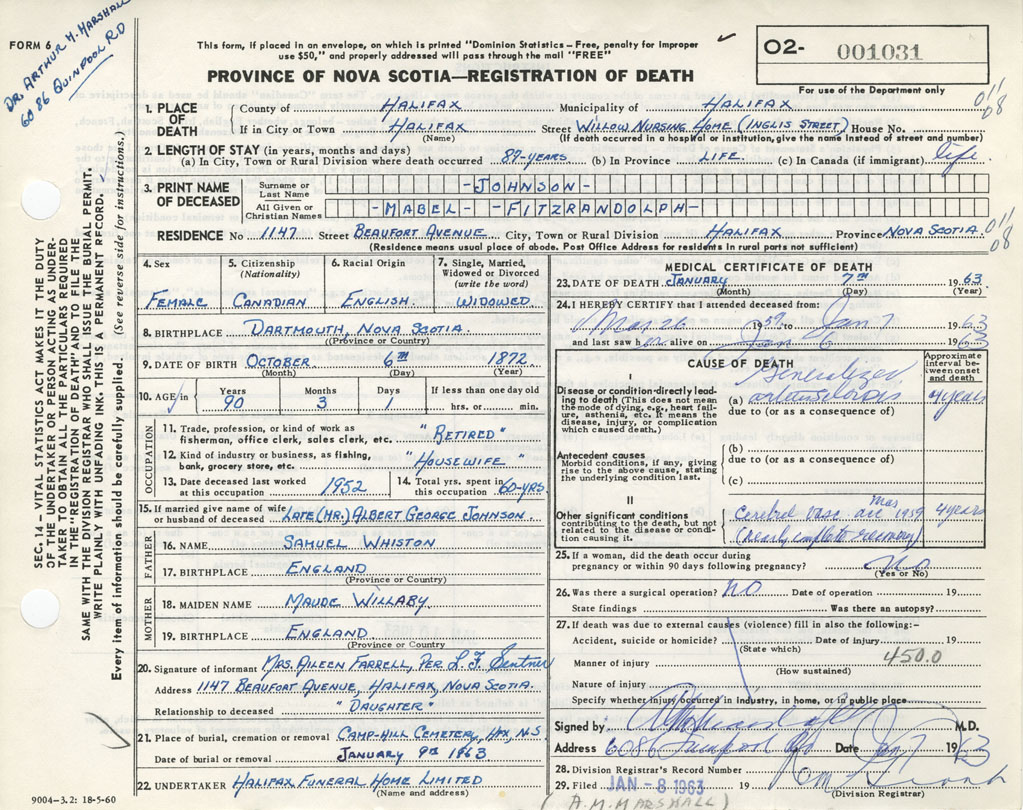 FORM 6
DR. ARTHUR H. MARSHALL
6086 QUINPOOL RD
This form, if placed in an envelope, on which is printed "Dominion Statistics – Free, penalty for improper
use $50," and properly addressed will pass through the mail "FREE"
PROVINCE OF NOVA SCOTIA—REGISTRATION OF DEATH
O2- 001031
For use of the Department only
SEC. 14 – VITAL STATISTICS ACT MAKES IT THE DUTY
OF THE UNDERTAKER OR PERSON ACTING AS UNDER-
TAKER TO OBTAIN ALL THE PARTICULARS REQUIRED
IN THE "REGISTRATION OF DEATH" AND TO FILE THE
SAME WITH THE DIVISION REGISTRAR WHO SHALL ISSUE THE BURIAL PERMIT.
WRITE PLAINLY WITH UNFADING INK. THIS IS A PERMANENT RECORD.
Every item of information should be carefully supplied. (See reverse side for instructions.)
1. PLACE OF DEATH County of HALIFAX Municipality of HALIFAX
If in City or Town HALIFAX Street WILLOW NURSING HOME (INGLIS STREET) House No.
(Name) (If death occurred in a hospital or institution, give the name instead of street and number)
011/08
2. LENGTH OF STAY (in years, months and days)
(a) In City, Town or Rural Division where death occurred 89-YEARS (b) In Province LIFE. (c) In Canada (if immigrant) life
3. PRINT NAME OF DECEASED Surname or Last Name -JOHNSON-
All Given or Christian Names -MABEL- -FITZRANDOLPH-
RESIDENCE No 1147 Street BEAUFORT AVENUE City, Town or Rural Division HALIFAX Province NOVA SCOTIA
(Residence means usual place of abode. Post Office Address for residents in rural parts not sufficient)
011/08
4. Sex FEMALE
5. Citizenship (Nationality) CANADIAN
6. Racial Origin ENGLISH
7. Single, Married, Widowed or Divorced (write the word) WIDOWED
8. BIRTHPLACE DARTMOUTH, NOVA SCOTIA.
(Province or Country)
9. DATE OF BIRTH OCTOBER 6TH 1872
(Month) (Day) (Year)
10. AGE in Years 90 Months 3 Days 1 If less than one day old hrs. or min.
OCCUPATION
11. Trade, profession, or kind of work as fisherman, office clerk, sales clerk, etc. "RETIRED"
12. Kind of industry or business, as fishing, bank, grocery store, etc. "HOUSEWIFE"
13. Date deceased last worked at this occupation 1952 14. Total yrs. spent in this occupation 60-YRS
15. If married give name of wife or husband of deceased LATE (MR.) ALBERT GEORGE JOHNSON.
FATHER
16. NAME SAMUEL WHISTON
17. BIRTHPLACE ENGLAND
(Province or Country)
MOTHER
18. MAIDEN NAME MAUDE WILLABY
19. BIRTHPLACE ENGLAND
(Province or Country
20. Signature of informant MRS. AILEEN FARRELL, PER L. F. Sentner
Address 1147 BEAUFORT AVENUE, HALIFAX, NOVA SCOTIA.
Relationship to deceased "DAUGHTER"
21. Place of burial, cremation or removal CAMP-HILL CEMETERY, HFX, N.S
Date of burial or removal JANUARY 9TH 1963
22. UNDERTAKER HALIFAX FUNERAL HOME LIMITED
(Name and address)
9004-3.2: 18-5-60
MEDICAL CERTIFICATE OF DEATH
23. DATE OF DEATH JANUARY 7TH 1963
(Month) (Day) (Year)
24. I HEREBY CERTIFY that I attended deceased from:
Mar 26 1959 to Jan 7 1963
and last saw her alive on Jan 6 1963
CAUSE OF DEATH
Approximate interval between onset and death
I
Disease or condition directly leading to death (This does not mean the mode of dying, e.g., heart failure, asthenia, etc. It means the disease, injury, or complication which caused death.)
(a) Generalized arteriosclerosis 4 years
due to (or as a consequence of)
Antecedent causes
Morbid conditions, if any, giving rise to the above cause, stating the underlying condition last.
(b)
due to (or as a consequence of)
(c)
II
Other significant conditions contributing to the death, but not related to the disease or condition causing it.
Cerebral Vasc. acc Mar 1959 4 years
(nearly complete recovery)
25. If a woman, did the death occur during pregnancy or within 90 days following pregnancy? No
(Yes or No)
26. Was there a surgical operation? NO Date of operation 19
State findings Was there an autopsy?
27. If death was due to external causes (violence) fill in also the following:-
Accident, suicide or homicide? Date of injury 19
(State which)
450.0
Manner of injury
(How sustained)
Nature of injury
Specify whether injury occurred in industry, in home, or in public place
Signed by M.D.
Address 6086 Quinpool Rd Date Jan 7 1963
28. Division Registrar's Record Number
29. Filed JAN -8 1963
(Division Registrar)
(A.M. MARSHALL)